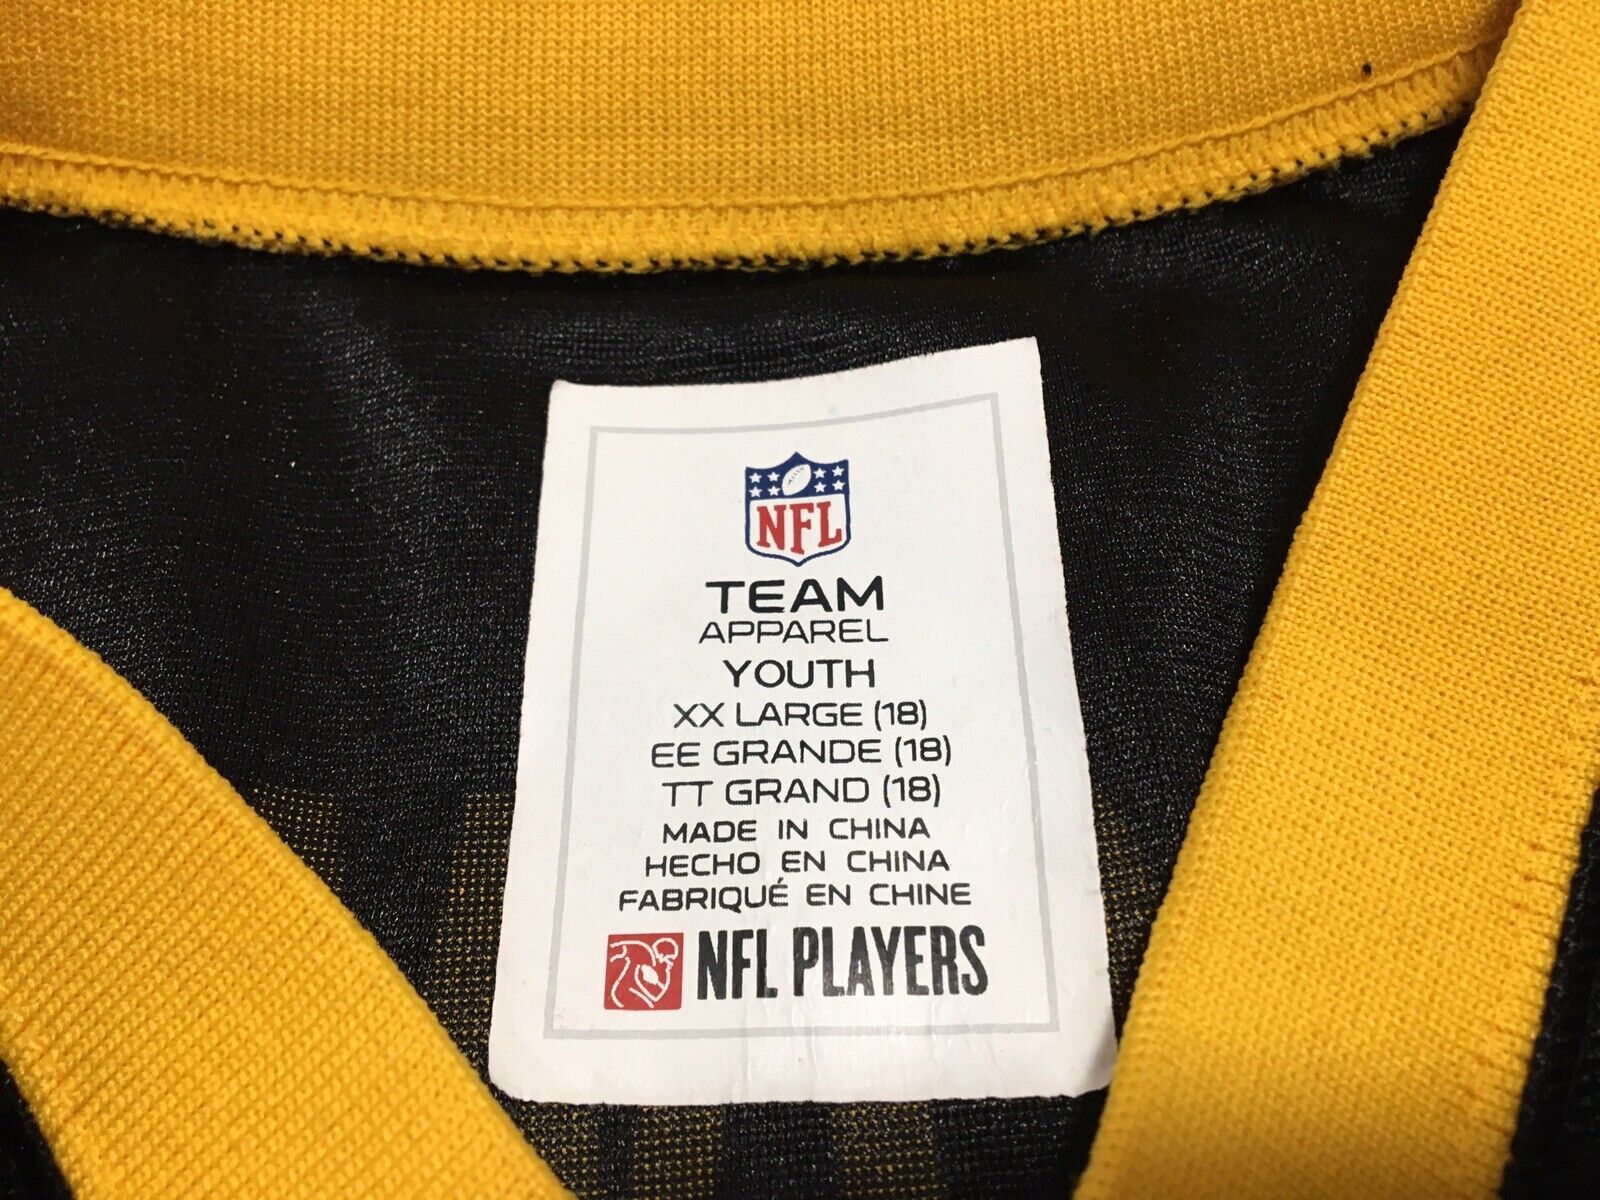 NFL
TEAM
APPAREL
YOUTH
XX LARGE (18)
EE GRANDE (18)
TT GRAND (18)
MADE IN CHINA
HECHO EN CHINA
FABRIQUÉ EN CHINE
NFL PLAYERS